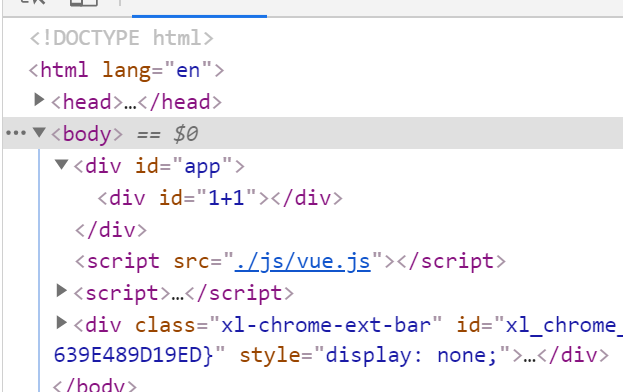 <!DOCTYPE html>
<html lang="en">
<head>…</head>
<body> == $0
<div id="app">
<div id="1+1"></div>
</div>
<script src="./js/vue.js"></script>
<script>…</script>
<div class="xl-chrome-ext-bar" id="xl_chrome_
639E489D19ED}" style="display: none;">…</div>
</body>